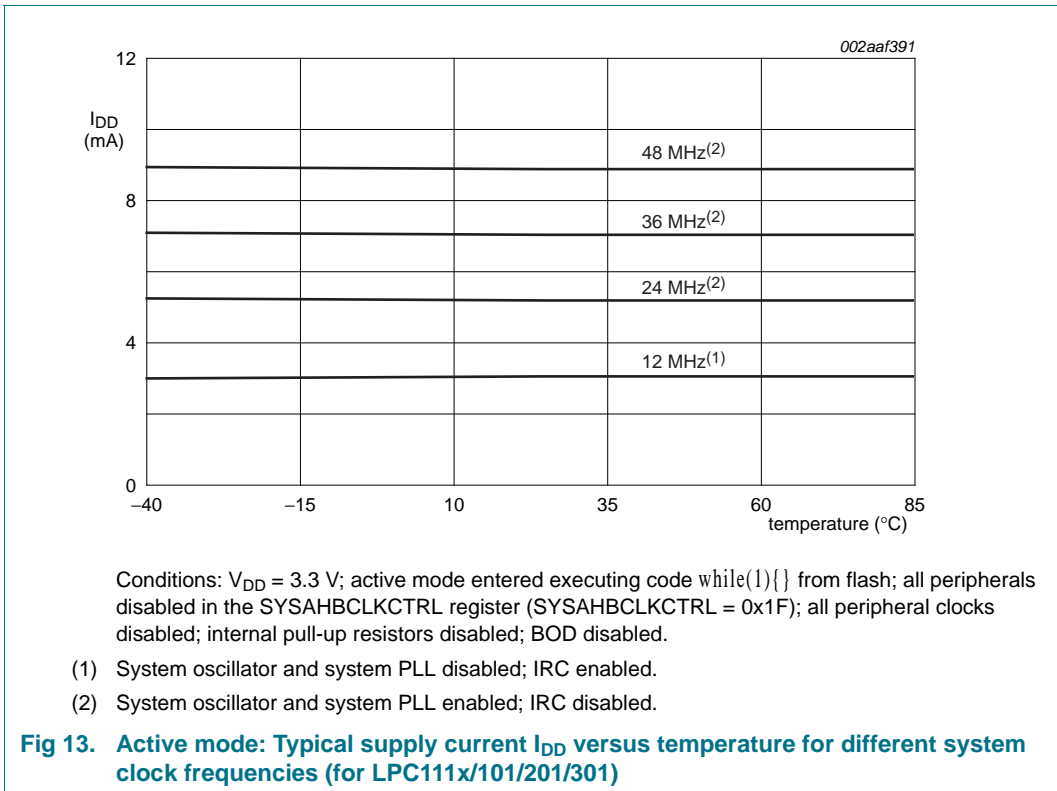 002aaf391
12
I_DD
(mA)
48 MHz(2)
8
36 MHz(2)
24 MHz(2)
4
12 MHz(1)
0
−40 −15 10 35 60 85
temperature (°C)
Conditions: V_DD = 3.3 V; active mode entered executing code while(1){} from flash; all peripherals
disabled in the SYSAHBCLKCTRL register (SYSAHBCLKCTRL = 0x1F); all peripheral clocks
disabled; internal pull-up resistors disabled; BOD disabled.
(1) System oscillator and system PLL disabled; IRC enabled.
(2) System oscillator and system PLL enabled; IRC disabled.
Fig 13. Active mode: Typical supply current I_DD versus temperature for different system
clock frequencies (for LPC111x/101/201/301)